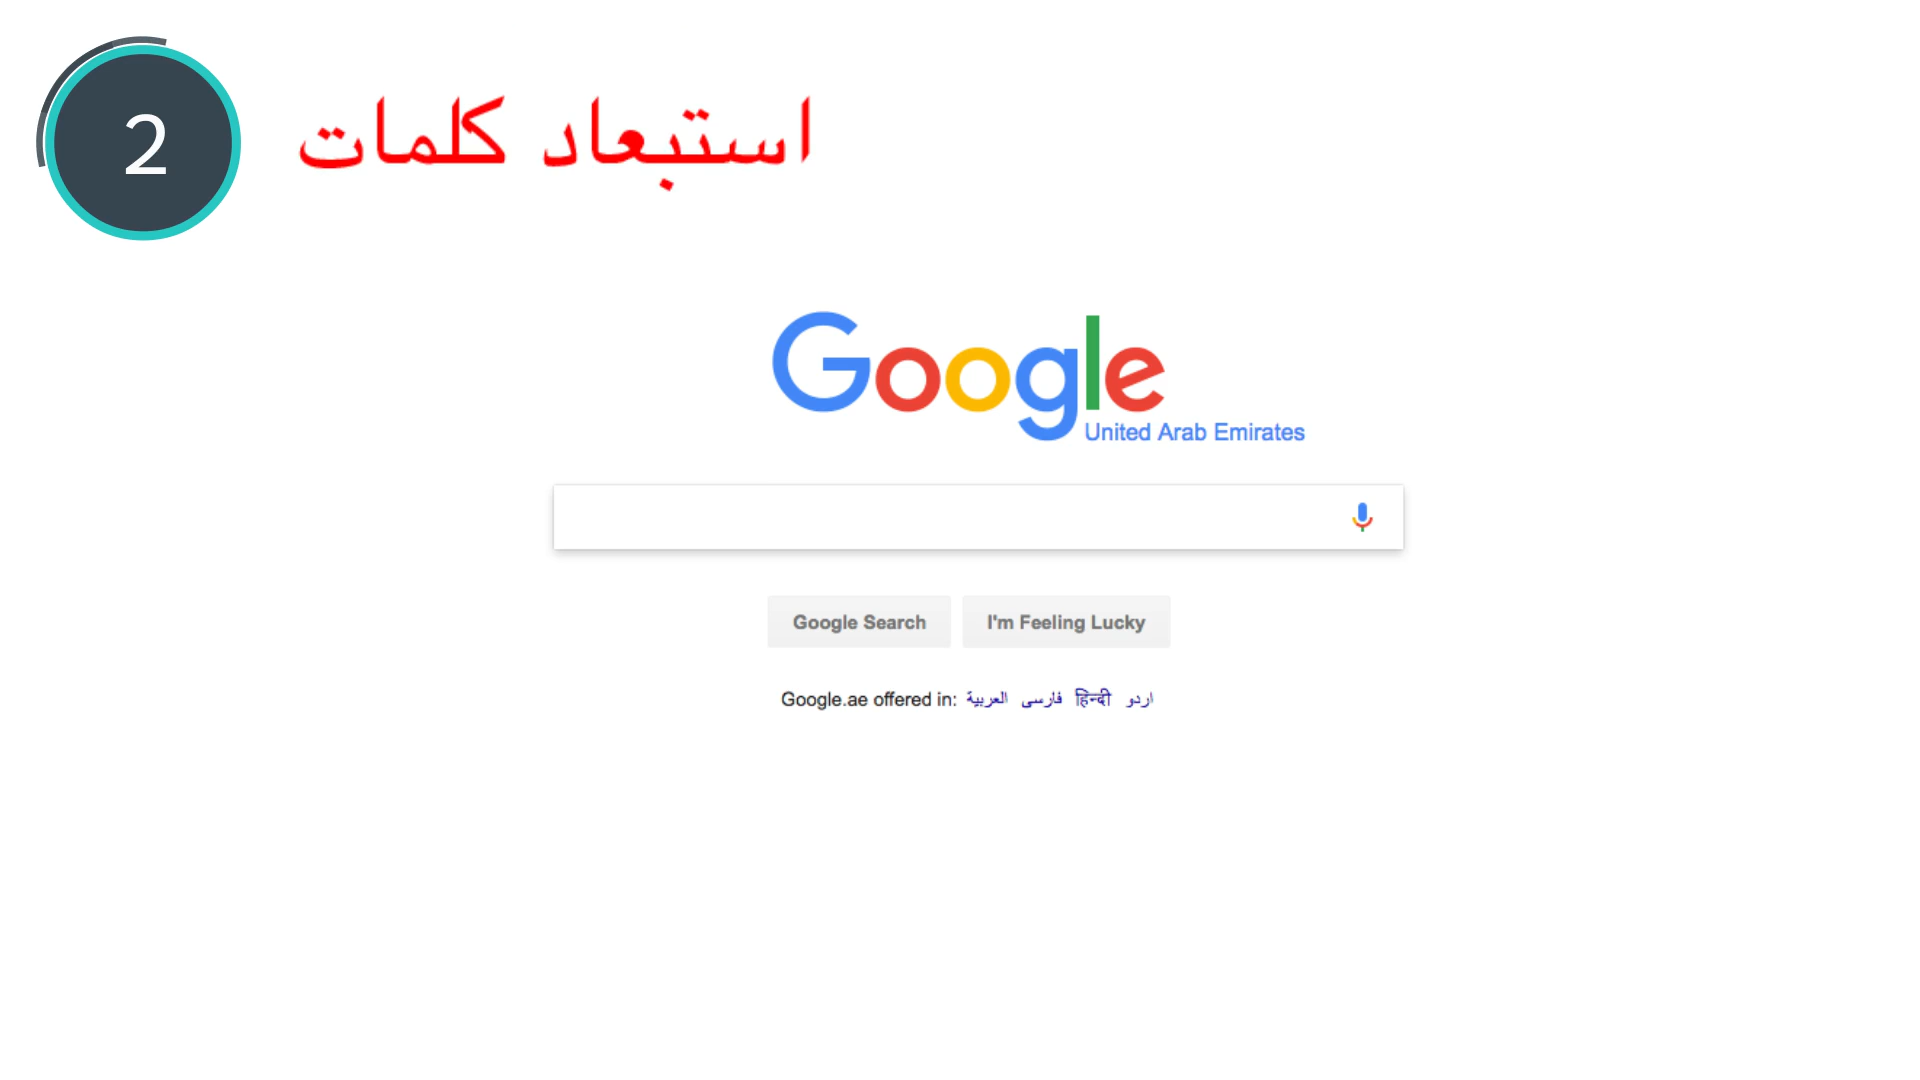 2
استبعاد كلمات
Google
United Arab Emirates
Google Search
I'm Feeling Lucky
Google.ae offered in: العربية فارسی हिन्दी اردو